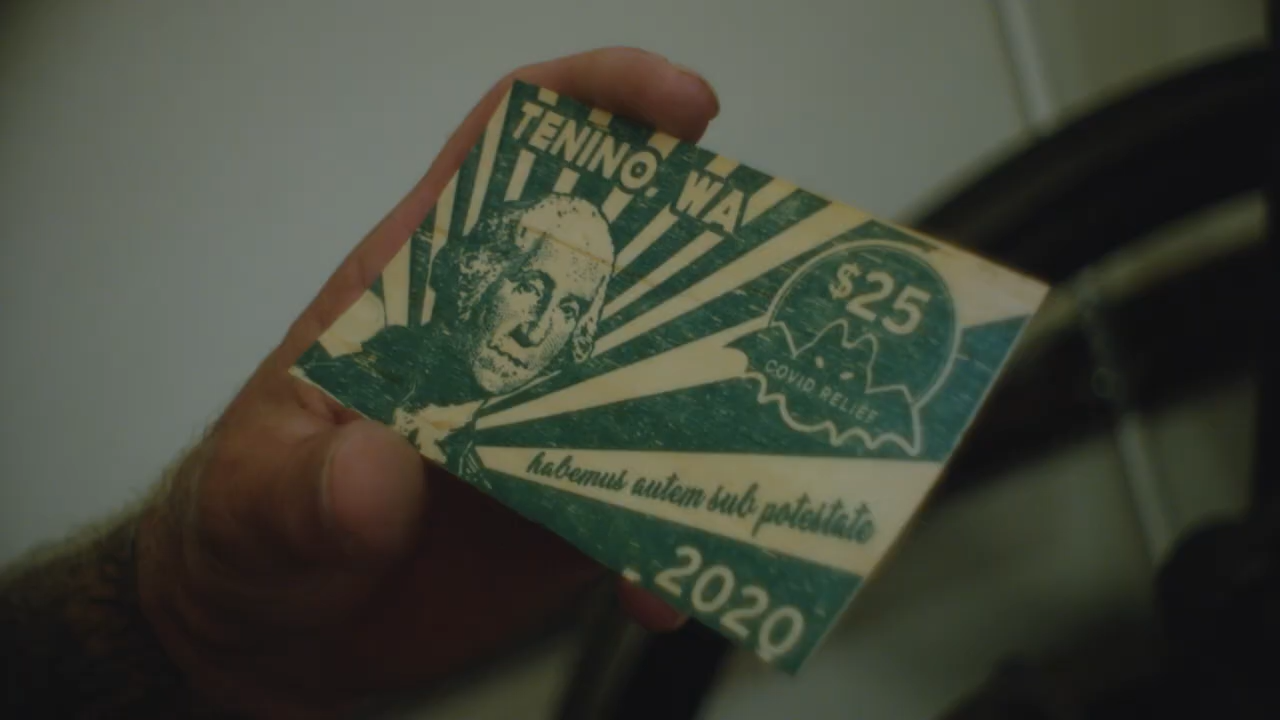 TENINO, WA
$25
COVID RELIEF
habemus autem sub potestate
2020